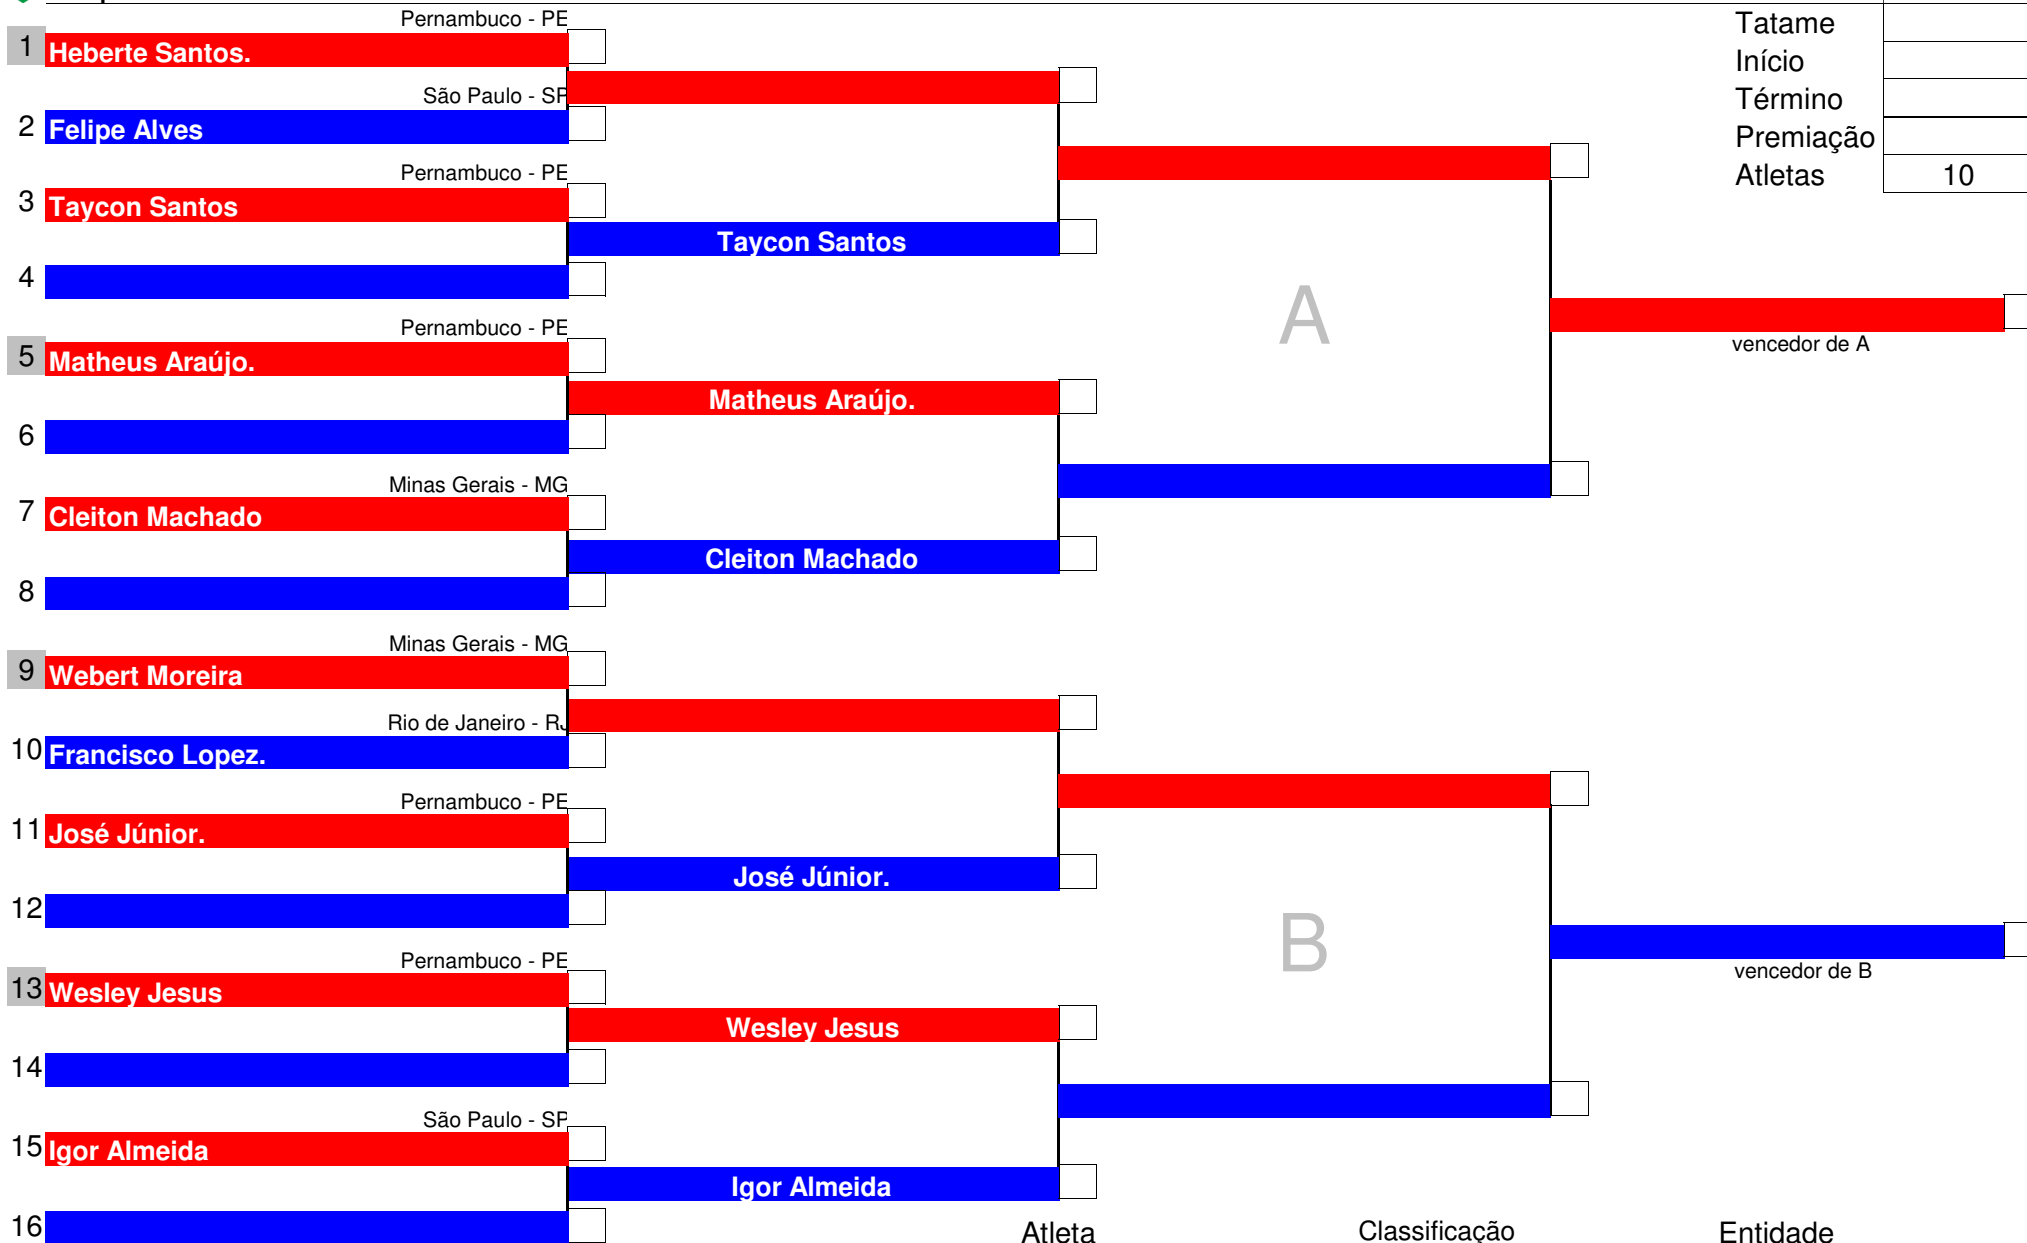 Pernambuco - PE
1 Heberte Santos.
São Paulo - SP
2 Felipe Alves
Pernambuco - PE
3 Taycon Santos
Taycon Santos
4
Pernambuco - PE
5 Matheus Araújo.
Matheus Araújo.
6
Minas Gerais - MG
7 Cleiton Machado
Cleiton Machado
8
Minas Gerais - MG
9 Webert Moreira
Rio de Janeiro - RJ
10 Francisco Lopez.
Pernambuco - PE
11 José Júnior.
José Júnior.
12
Pernambuco - PE
13 Wesley Jesus
Wesley Jesus
14
São Paulo - SP
15 Igor Almeida
Igor Almeida
16
A
B
Tatame
Início
Término
Premiação
Atletas 10
vencedor de A
vencedor de B
Atleta Classificação Entidade